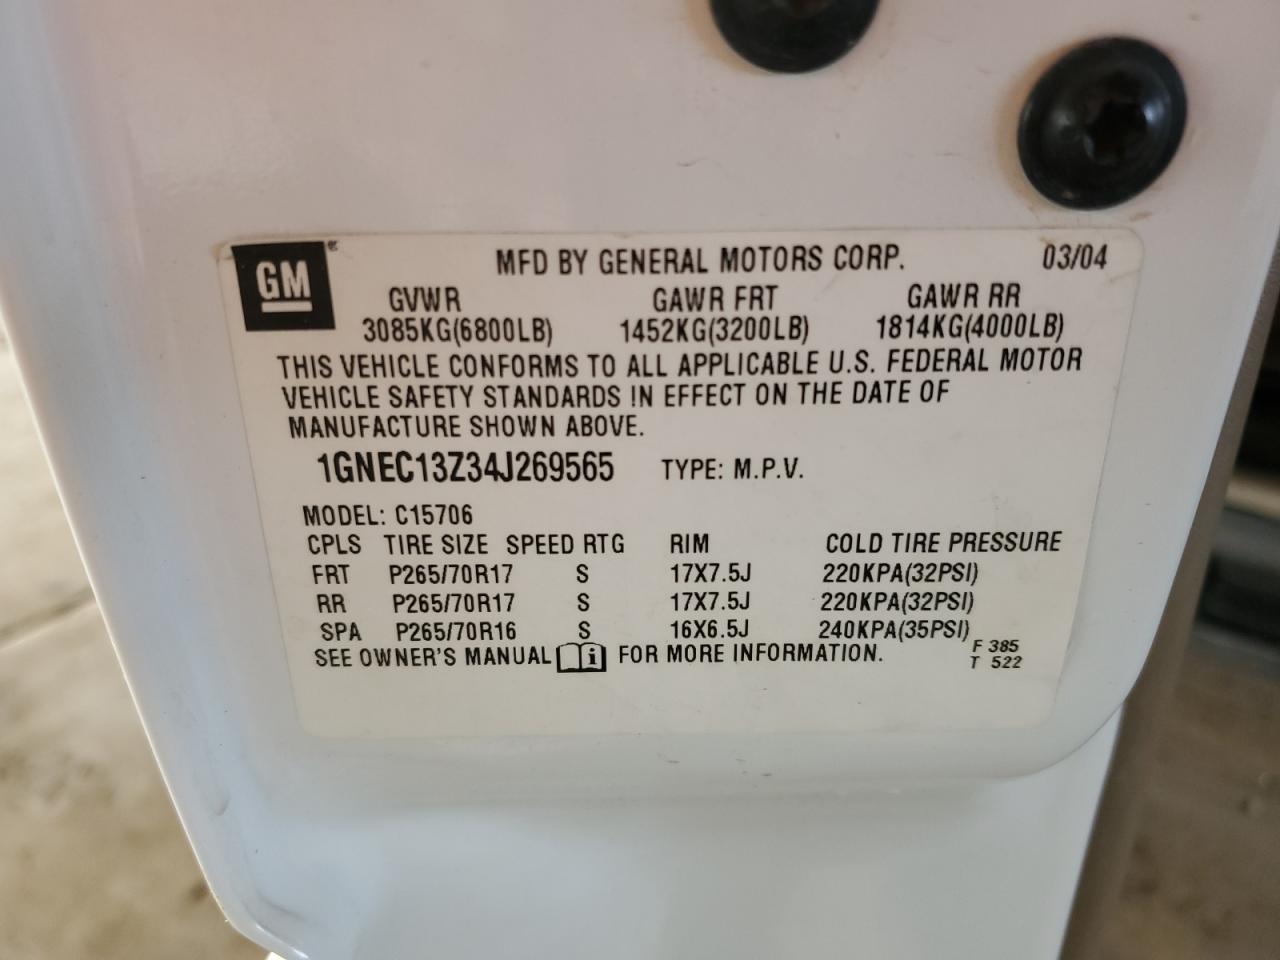 GM® MFD BY GENERAL MOTORS CORP. 03/04
GVWR GAWR FRT GAWR RR
3085KG(6800LB) 1452KG(3200LB) 1814KG(4000LB)
THIS VEHICLE CONFORMS TO ALL APPLICABLE U.S. FEDERAL MOTOR
VEHICLE SAFETY STANDARDS IN EFFECT ON THE DATE OF
MANUFACTURE SHOWN ABOVE.
1GNEC13Z34J269565 TYPE: M.P.V.
MODEL: C15706
CPLS TIRE SIZE SPEED RTG RIM COLD TIRE PRESSURE
FRT P265/70R17 S 17X7.5J 220KPA(32PSI)
RR P265/70R17 S 17X7.5J 220KPA(32PSI)
SPA P265/70R16 S 16X6.5J 240KPA(35PSI)
SEE OWNER'S MANUAL i FOR MORE INFORMATION. F 385
T 522